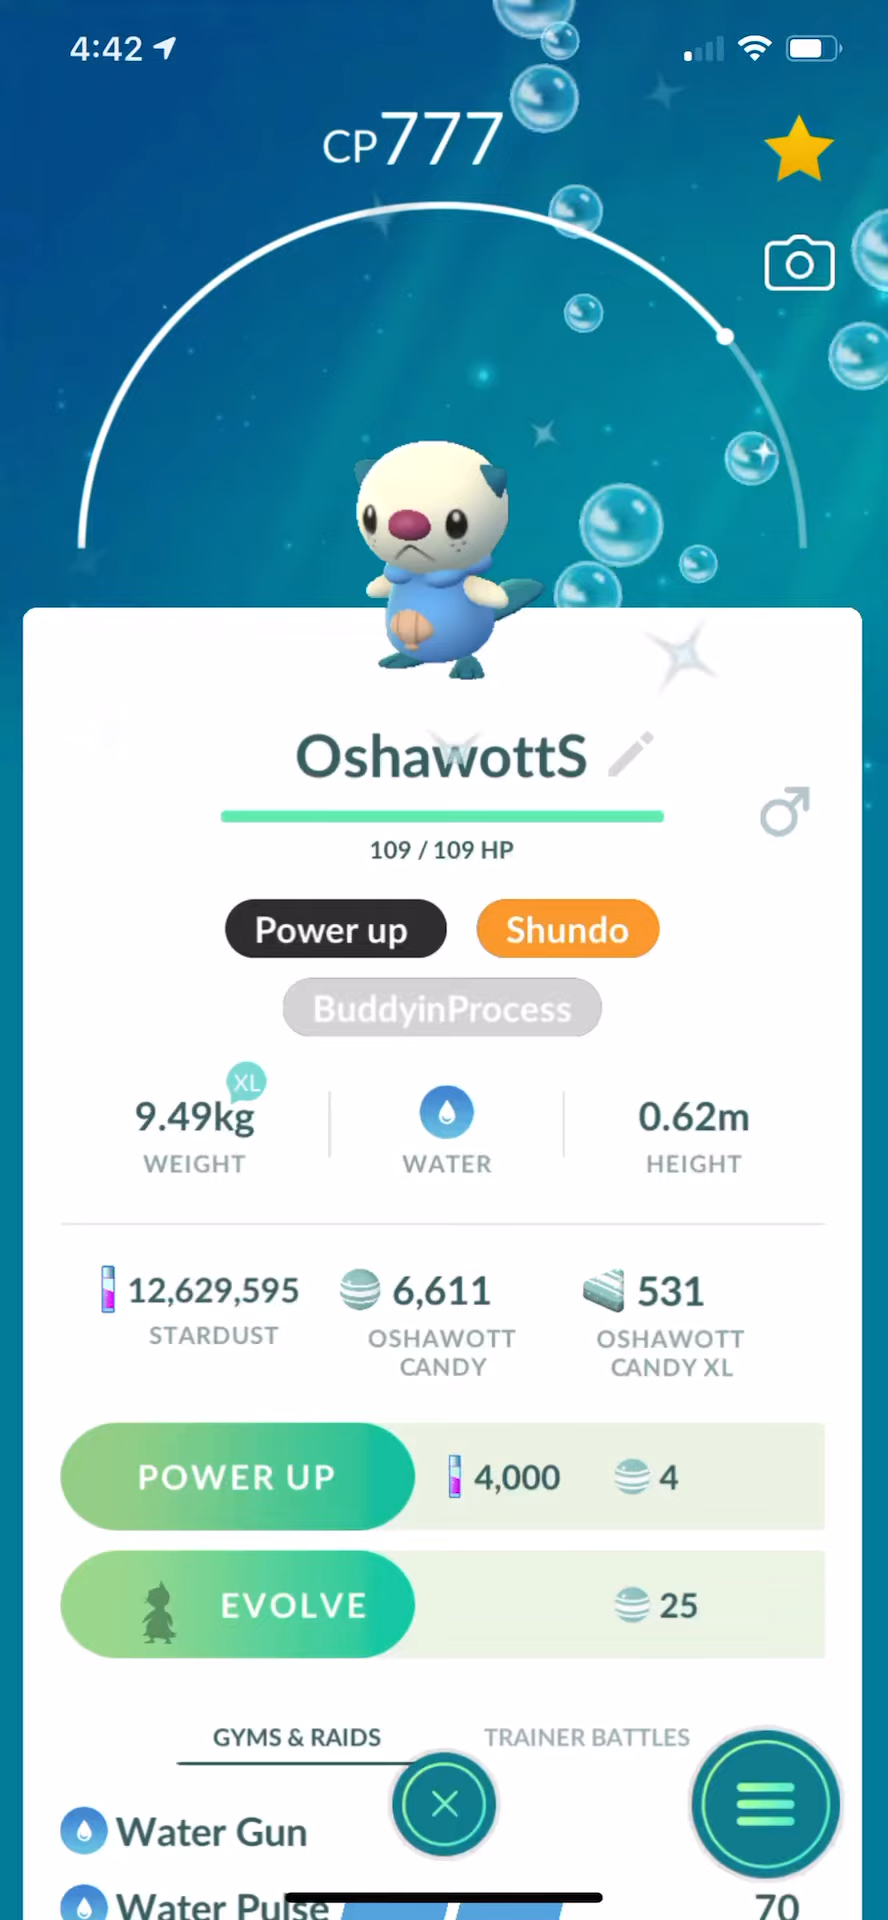 4:42
CP777
OshawottS
109 / 109 HP
Power up Shundo
BuddyinProcess
XL
9.49kg
WEIGHT
WATER
0.62m
HEIGHT
12,629,595
STARDUST
6,611
OSHAWOTT
CANDY
531
OSHAWOTT
CANDY XL
POWER UP 4,000 4
EVOLVE 25
GYMS & RAIDS TRAINER BATTLES
Water Gun
Water Pulse 70